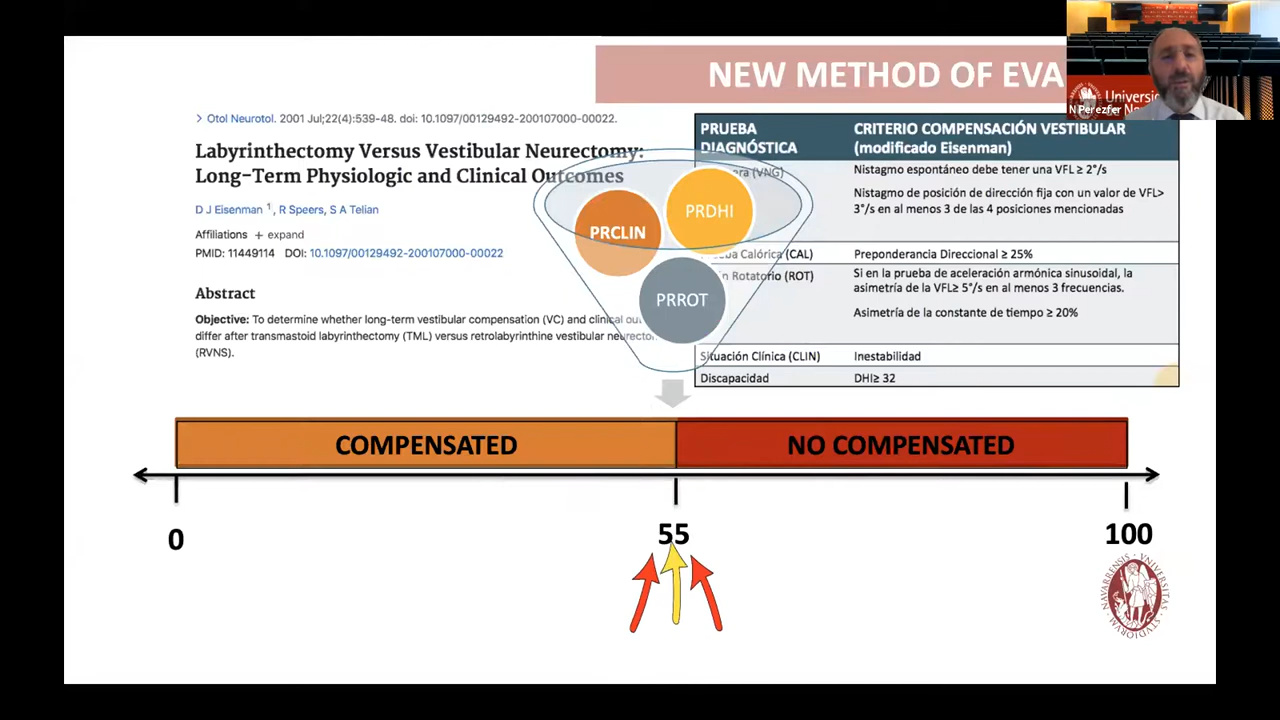 NEW METHOD OF EVA
Universi
Perezfer
> Otol Neurotol. 2001 Jul;22(4):539-48. doi: 10.1097/00129492-200107000-00022.
Labyrinthectomy Versus Vestibular Neurectomy:
Long-Term Physiologic and Clinical Outcomes
D J Eisenman 1, R Speers, S A Telian
Affiliations + expand
PMID: 11449114 DOI: 10.1097/00129492-200107000-00022
Abstract
Objective: To determine whether long-term vestibular compensation (VC) and clinical
differ after transmastoid labyrinthectomy (TML) versus retrolabyrinthine vestibular
(RVNS).
PRCLIN
PRDHI
PRROT
PRUEBA
DIAGNÓSTICA
CRITERIO COMPENSACIÓN VESTIBULAR
(modificado Eisenman)
(VNG)
Nistagmo espontáneo debe tener una VFL ≥ 2°/s
Nistagmo de posición de dirección fija con un valor de VFL>
3°/s en al menos 3 de las 4 posiciones mencionadas
Calórica (CAL)
Preponderancia Direccional ≥ 25%
Rotatorio (ROT)
Si en la prueba de aceleración armónica sinusoidal, la
asimetría de la VFL≥ 5°/s en al menos 3 frecuencias.
Asimetría de la constante de tiempo ≥ 20%
Situación Clínica (CLIN)
Inestabilidad
Discapacidad
DHI≥ 32
COMPENSATED
NO COMPENSATED
0
55
100